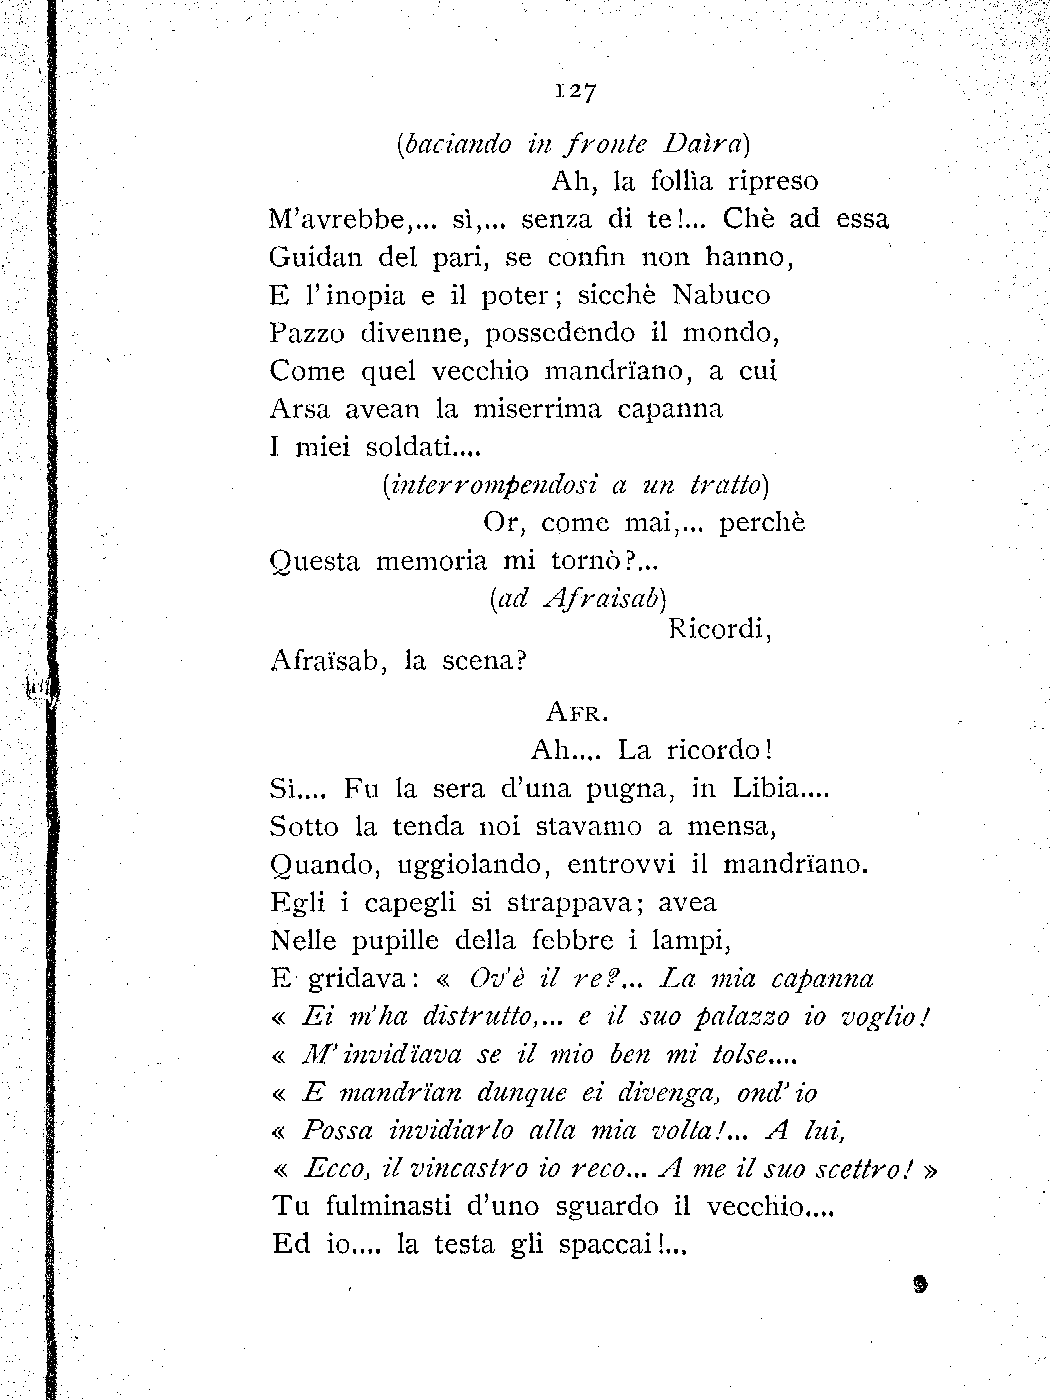 127
(baciando in fronte Daìra)
Ah, la follìa ripreso
M'avrebbe,... sì,... senza di te!... Chè ad essa
Guidan del pari, se confin non hanno,
E l'inopia e il poter; sicchè Nabuco
Pazzo divenne, possedendo il mondo,
Come quel vecchio mandrïano, a cui
Arsa avean la miserrima capanna
I miei soldati....
(interrompendosi a un tratto)
Or, come mai,... perchè
Questa memoria mi tornò?...
(ad Afraisab)
Ricordi,
Afraïsab, la scena?
AFR.
Ah.... La ricordo!
Sì.... Fu la sera d'una pugna, in Libia....
Sotto la tenda noi stavamo a mensa,
Quando, uggiolando, entrovvi il mandrïano.
Egli i capegli si strappava; avea
Nelle pupille della febbre i lampi,
E gridava: « Ov'è il re?... La mia capanna
« Ei m'ha distrutto,... e il suo palazzo io voglio!
« M'invidïava se il mio ben mi tolse....
« E mandrïan dunque ei divenga, ond'io
« Possa invidiarlo alla mia volta!... A lui,
« Ecco, il vincastro io reco... A me il suo scettro! »
Tu fulminasti d'uno sguardo il vecchio....
Ed io.... la testa gli spaccai!...
9